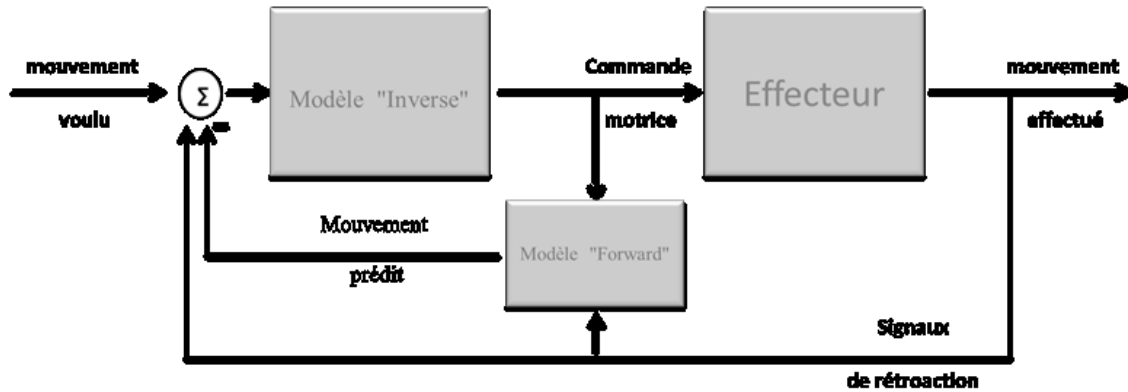 mouvement
voulu
Σ
-
Modèle "Inverse"
Commande
motrice
Effecteur
mouvement
effectué
Mouvement
prédit
Modèle "Forward"
Signaux
de rétroaction